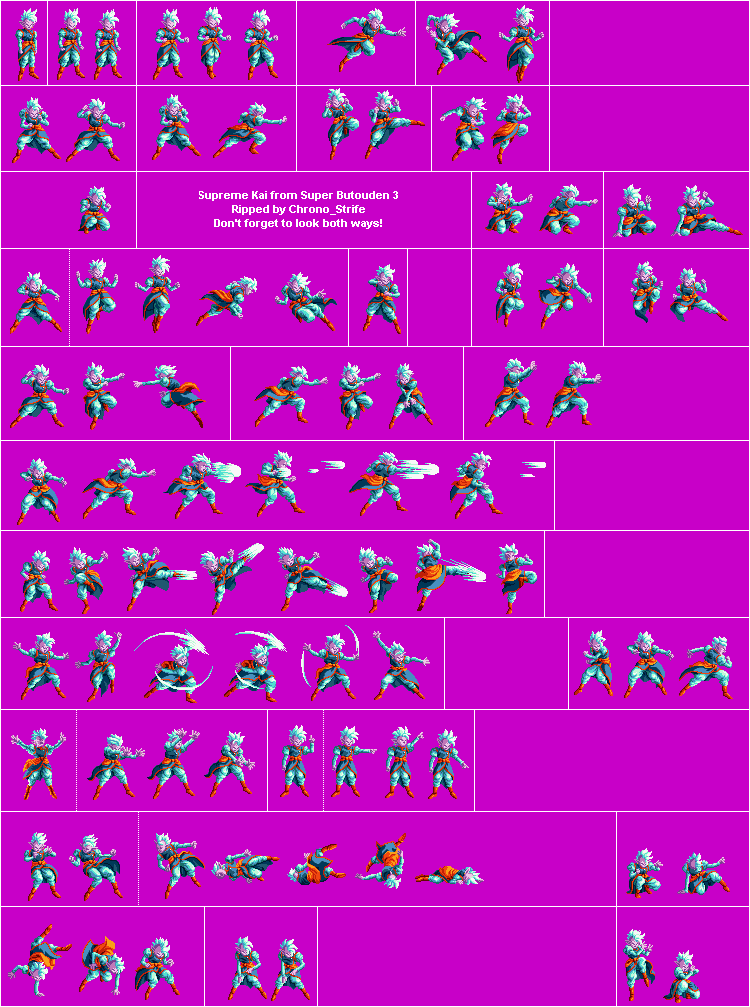 Supreme Kai from Super Butouden 3
Ripped by Chrono_Strife
Don't forget to look both ways!